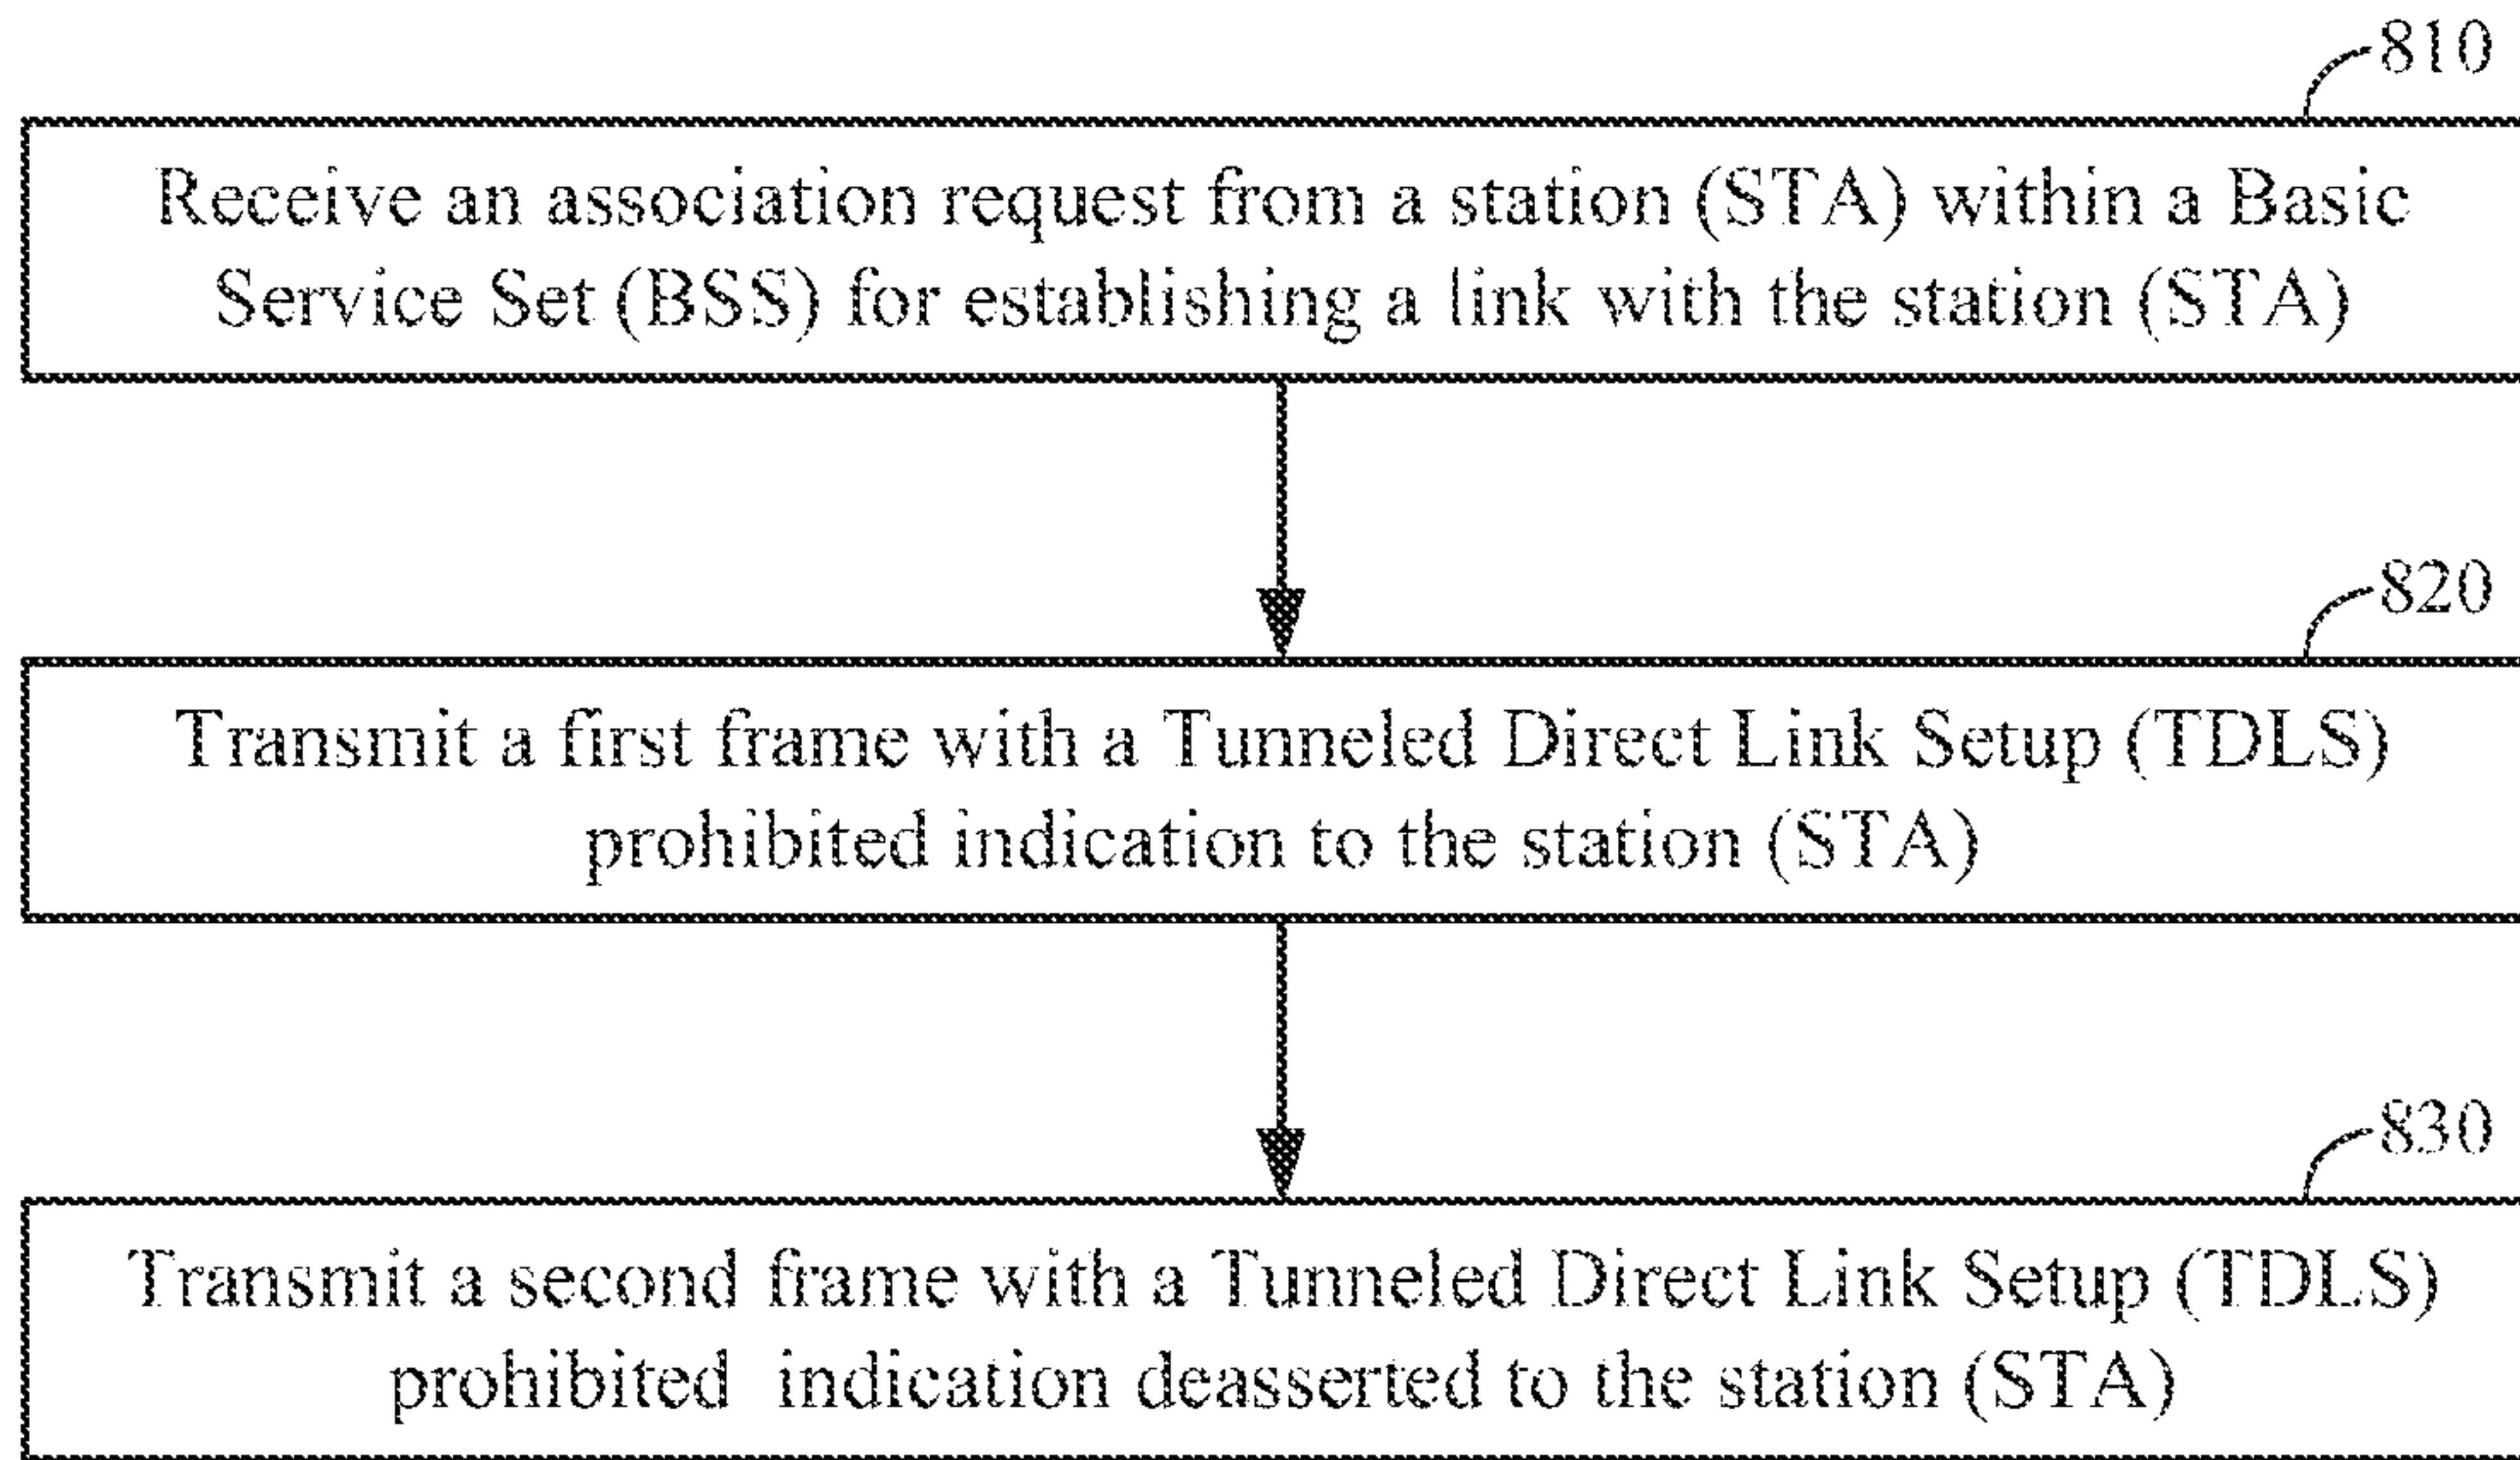 810
Receive an association request from a station (STA) within a Basic
Service Set (BSS) for establishing a link with the station (STA)
820
Transmit a first frame with a Tunneled Direct Link Setup (TDLS)
prohibited indication to the station (STA)
830
Transmit a second frame with a Tunneled Direct Link Setup (TDLS)
prohibited indication deasserted to the station (STA)